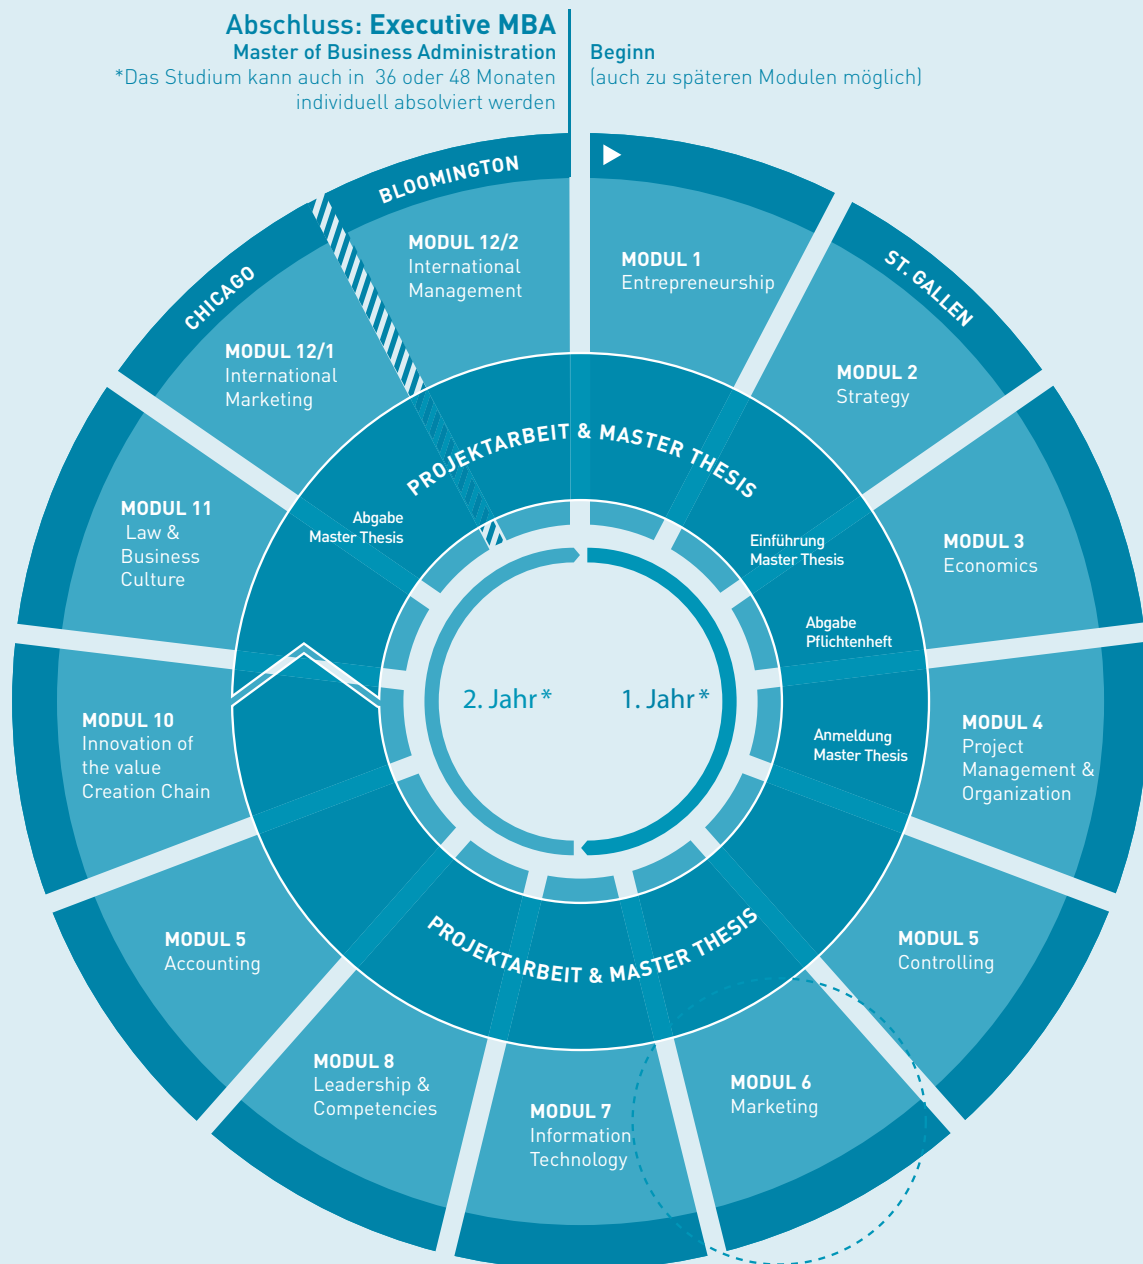 Abschluss: Executive MBA
Master of Business Administration
*Das Studium kann auch in 36 oder 48 Monaten
individuell absolviert werden
Beginn
(auch zu späteren Modulen möglich)
BLOOMINGTON
CHICAGO
ST. GALLEN
MODUL 1
Entrepreneurship
MODUL 2
Strategy
MODUL 3
Economics
MODUL 4
Project
Management &
Organization
MODUL 5
Controlling
MODUL 6
Marketing
MODUL 7
Information
Technology
MODUL 8
Leadership &
Competencies
MODUL 5
Accounting
MODUL 10
Innovation of
the value
Creation Chain
MODUL 11
Law &
Business
Culture
MODUL 12/1
International
Marketing
MODUL 12/2
International
Management
PROJEKTARBEIT & MASTER THESIS
Einführung
Master Thesis
Abgabe
Pflichtenheft
Anmeldung
Master Thesis
PROJEKTARBEIT & MASTER THESIS
Abgabe
Master Thesis
2. Jahr*
1. Jahr*